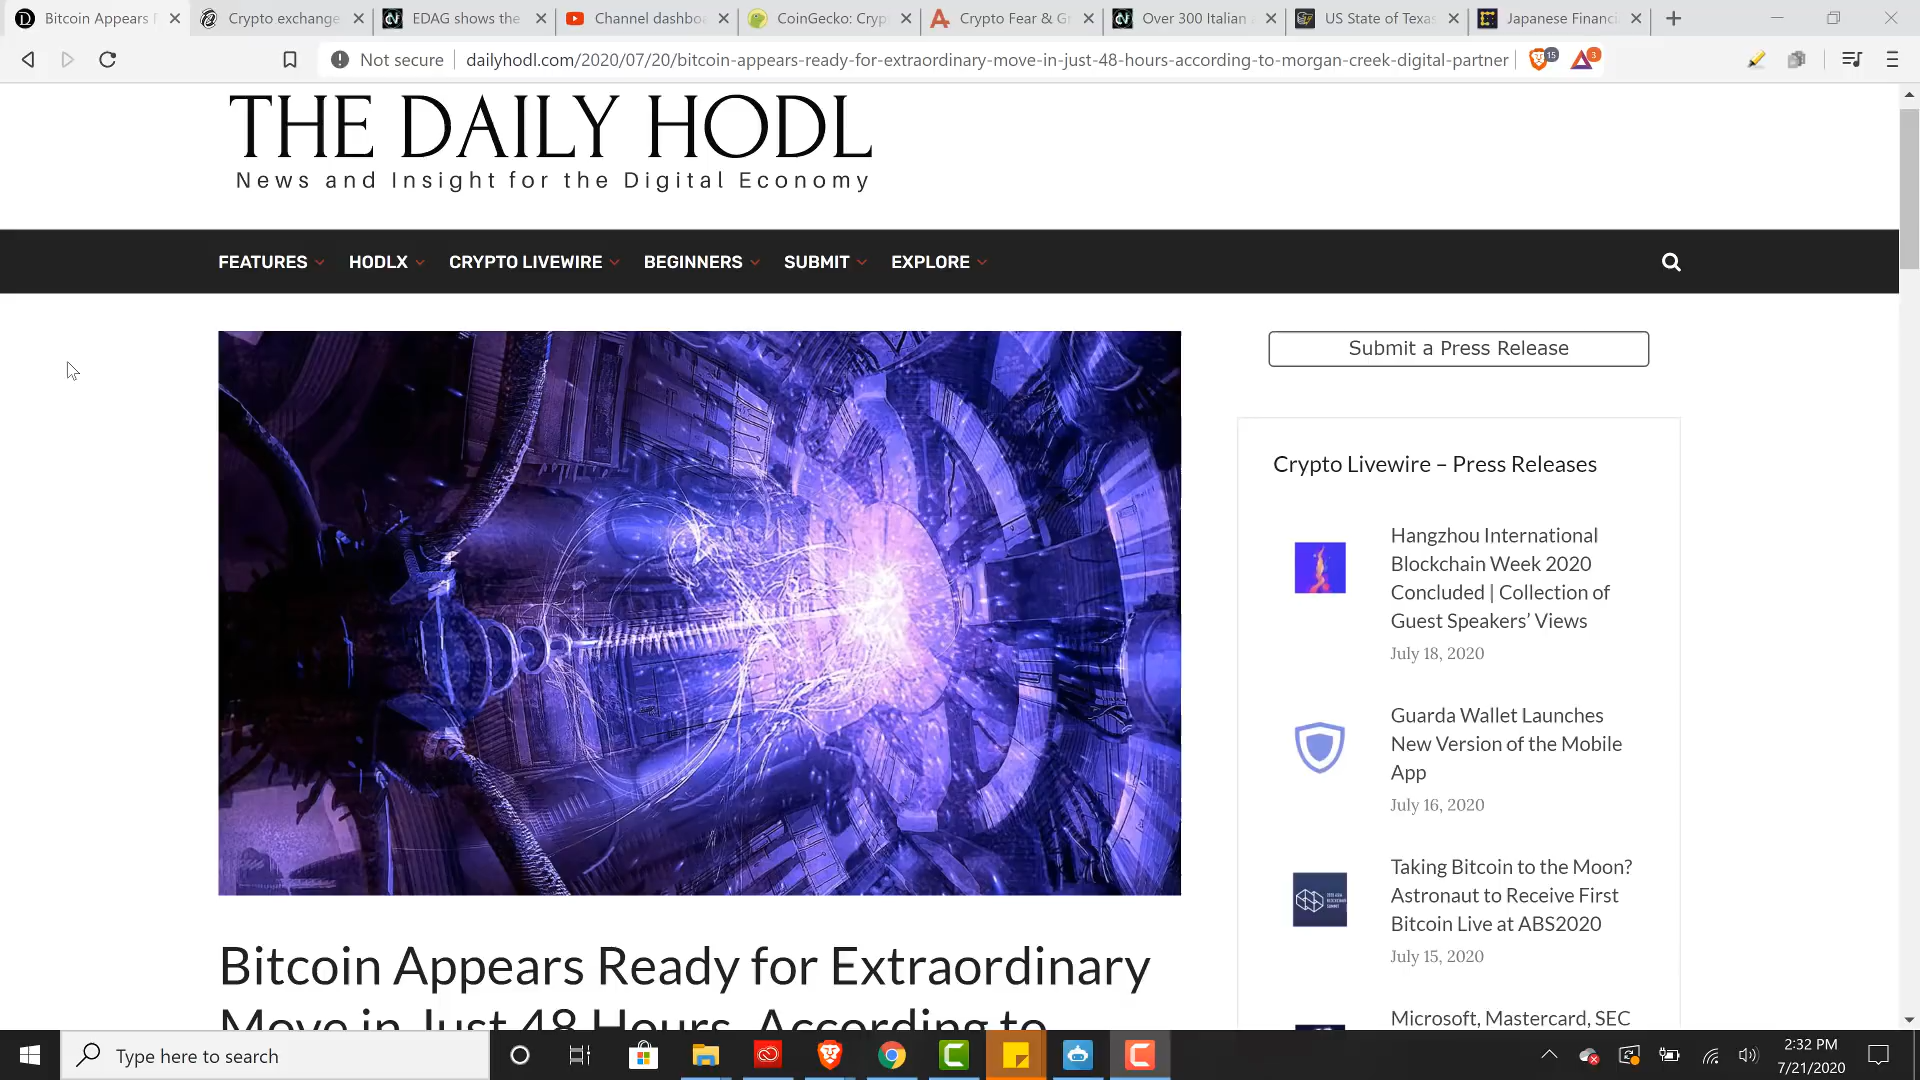 Bitcoin Appears
Crypto exchange
EDAG shows the
Channel dashbo
CoinGecko: Cryp
Crypto Fear & G
Over 300 Italian
US State of Texas
Japanese Financi
Not secure
dailyhodl.com/2020/07/20/bitcoin-appears-ready-for-extraordinary-move-in-just-48-hours-according-to-morgan-creek-digital-partner
15
3
THE DAILY HODL
News and Insight for the Digital Economy
FEATURES HODLX CRYPTO LIVEWIRE BEGINNERS SUBMIT EXPLORE
Submit a Press Release
Crypto Livewire – Press Releases
Hangzhou International
Blockchain Week 2020
Concluded | Collection of
Guest Speakers’ Views
July 18, 2020
Guarda Wallet Launches
New Version of the Mobile
App
July 16, 2020
Taking Bitcoin to the Moon?
Astronaut to Receive First
Bitcoin Live at ABS2020
July 15, 2020
Microsoft, Mastercard, SEC
Bitcoin Appears Ready for Extraordinary
Move in Just 48 Hours, According to
Type here to search
2:32 PM
7/21/2020